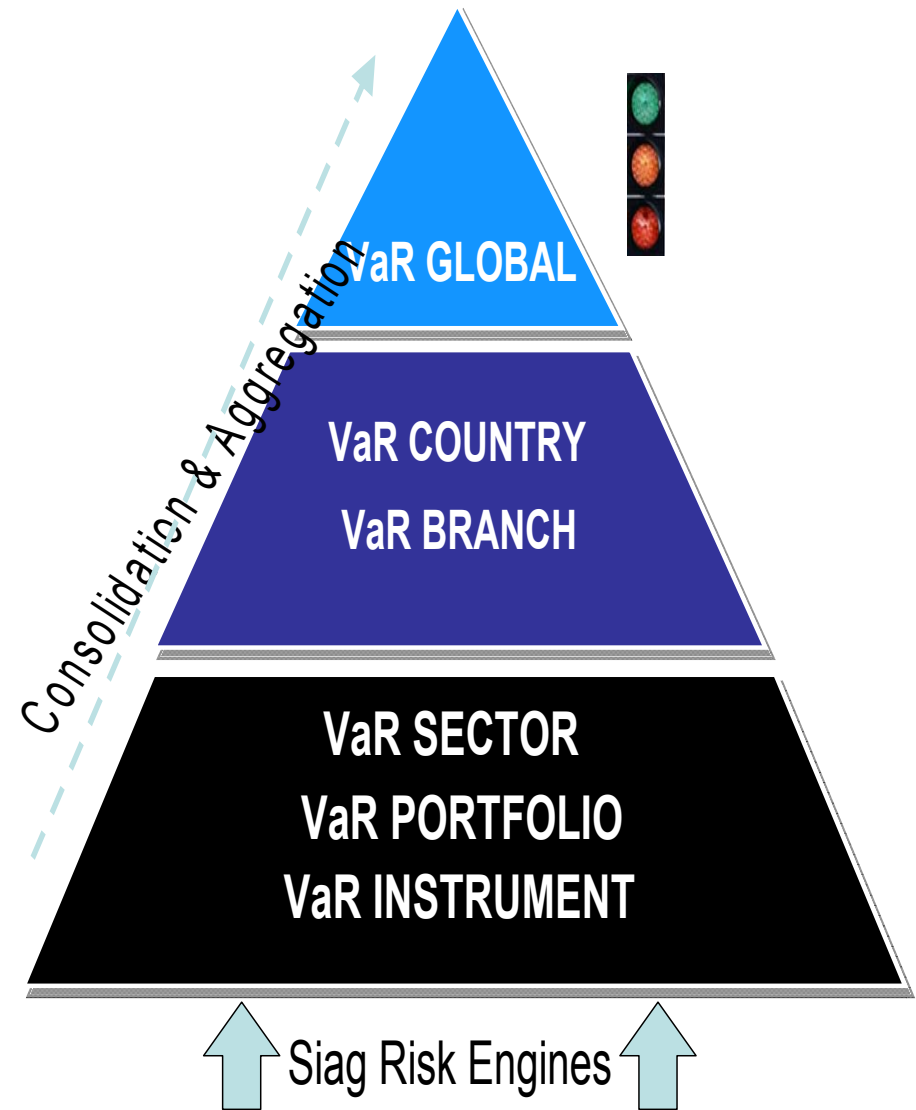 VaR GLOBAL
Consolidation & Aggregation
VaR COUNTRY
VaR BRANCH
VaR SECTOR
VaR PORTFOLIO
VaR INSTRUMENT
Siag Risk Engines